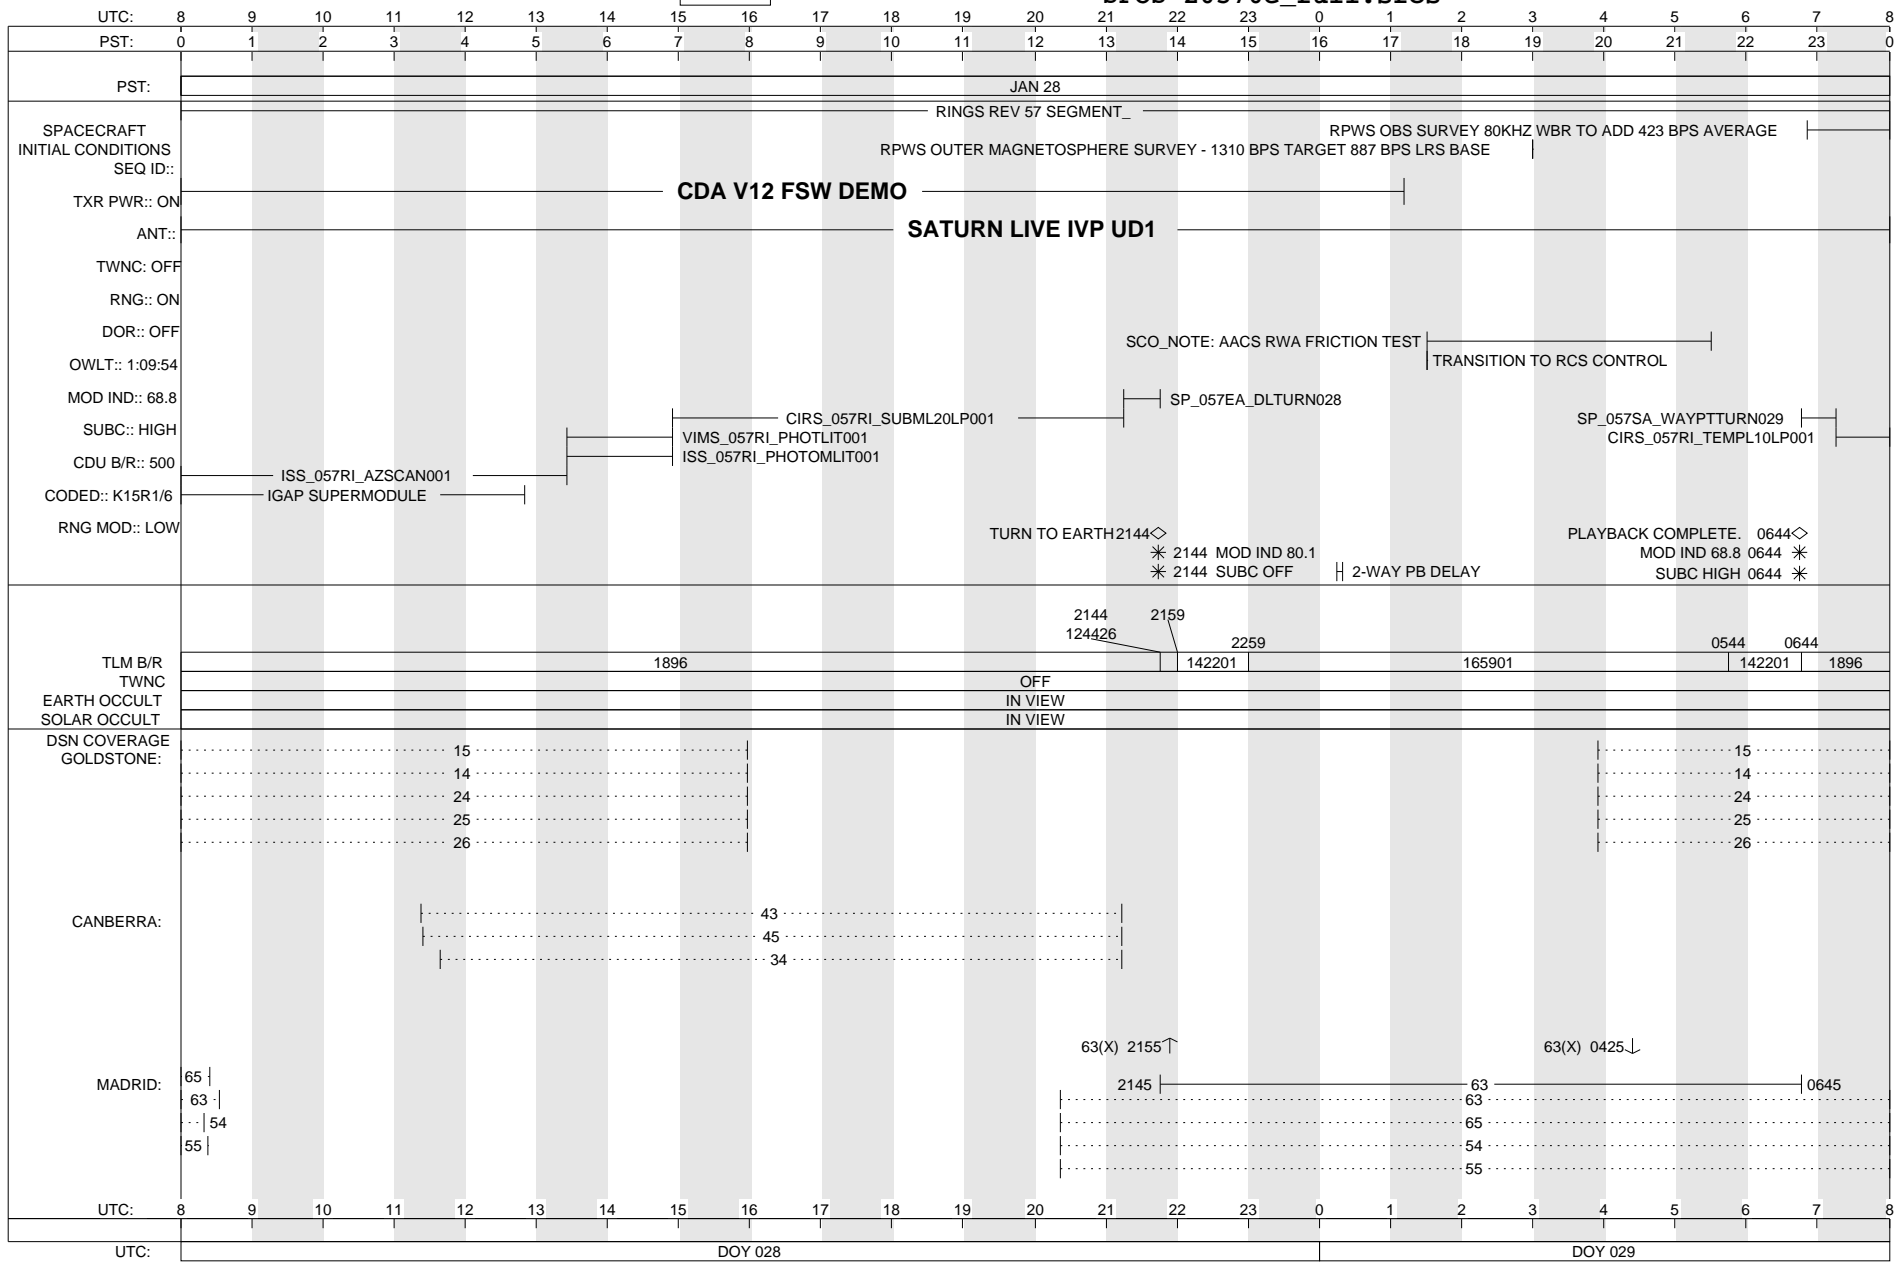 UTC: 8 9 10 11 12 13 14 15 16 17 18 19 20 21 22 23 0 1 2 3 4 5 6 7 8
PST: 0 1 2 3 4 5 6 7 8 9 10 11 12 13 14 15 16 17 18 19 20 21 22 23 0
PST: JAN 28
RINGS REV 57 SEGMENT_
SPACECRAFT
INITIAL CONDITIONS
SEQ ID::
RPWS OBS SURVEY 80KHZ WBR TO ADD 423 BPS AVERAGE
RPWS OUTER MAGNETOSPHERE SURVEY - 1310 BPS TARGET 887 BPS LRS BASE
CDA V12 FSW DEMO
TXR PWR:: ON
SATURN LIVE IVP UD1
ANT::
TWNC: OFF
RNG:: ON
DOR:: OFF
SCO_NOTE: AACS RWA FRICTION TEST
TRANSITION TO RCS CONTROL
OWLT:: 1:09:54
MOD IND:: 68.8
SP_057EA_DLTURN028
CIRS_057RI_SUBML20LP001
SP_057SA_WAYPTTURN029
SUBC:: HIGH
VIMS_057RI_PHOTLIT001
CIRS_057RI_TEMPL10LP001
ISS_057RI_PHOTOMLIT001
CDU B/R:: 500
ISS_057RI_AZSCAN001
CODED:: K15R1/6
IGAP SUPERMODULE
RNG MOD:: LOW
TURN TO EARTH 2144
PLAYBACK COMPLETE. 0644
2144 MOD IND 80.1
MOD IND 68.8 0644
2144 SUBC OFF
2-WAY PB DELAY
SUBC HIGH 0644
2144 2159
124426
2259 0544 0644
TLM B/R 1896 142201 165901 142201 1896
TWNC OFF
EARTH OCCULT IN VIEW
SOLAR OCCULT IN VIEW
DSN COVERAGE
GOLDSTONE:
15 15
14 14
24 24
25 25
26 26
CANBERRA:
43
45
34
63(X) 2155 63(X) 0425
MADRID:
65 2145 63 0645
63 63
54 65
55 54
55
UTC: 8 9 10 11 12 13 14 15 16 17 18 19 20 21 22 23 0 1 2 3 4 5 6 7 8
UTC: DOY 028 DOY 029